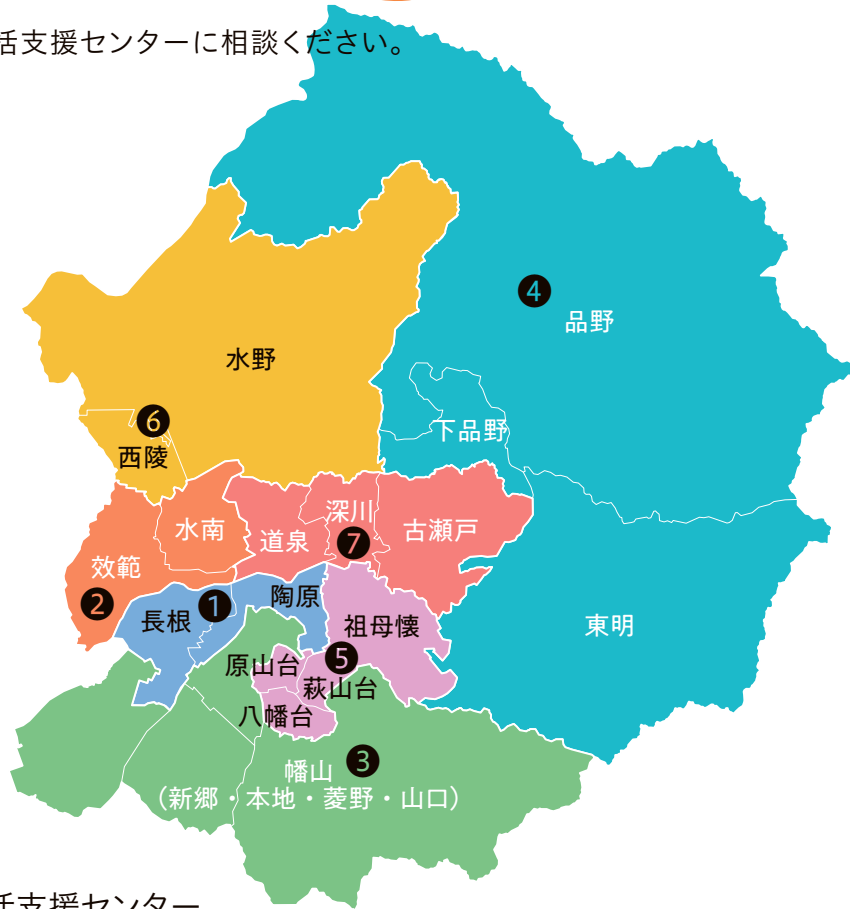 括支援センターに相談ください。
4
品野
水野
6
下品野
西陵
深川
水南
道泉
7
古瀬戸
効範
2
長根
1
陶原
祖母懐
東明
5
原山台
萩山台
八幡台
幡山
3
（新郷・本地・菱野・山口）
括支援センター